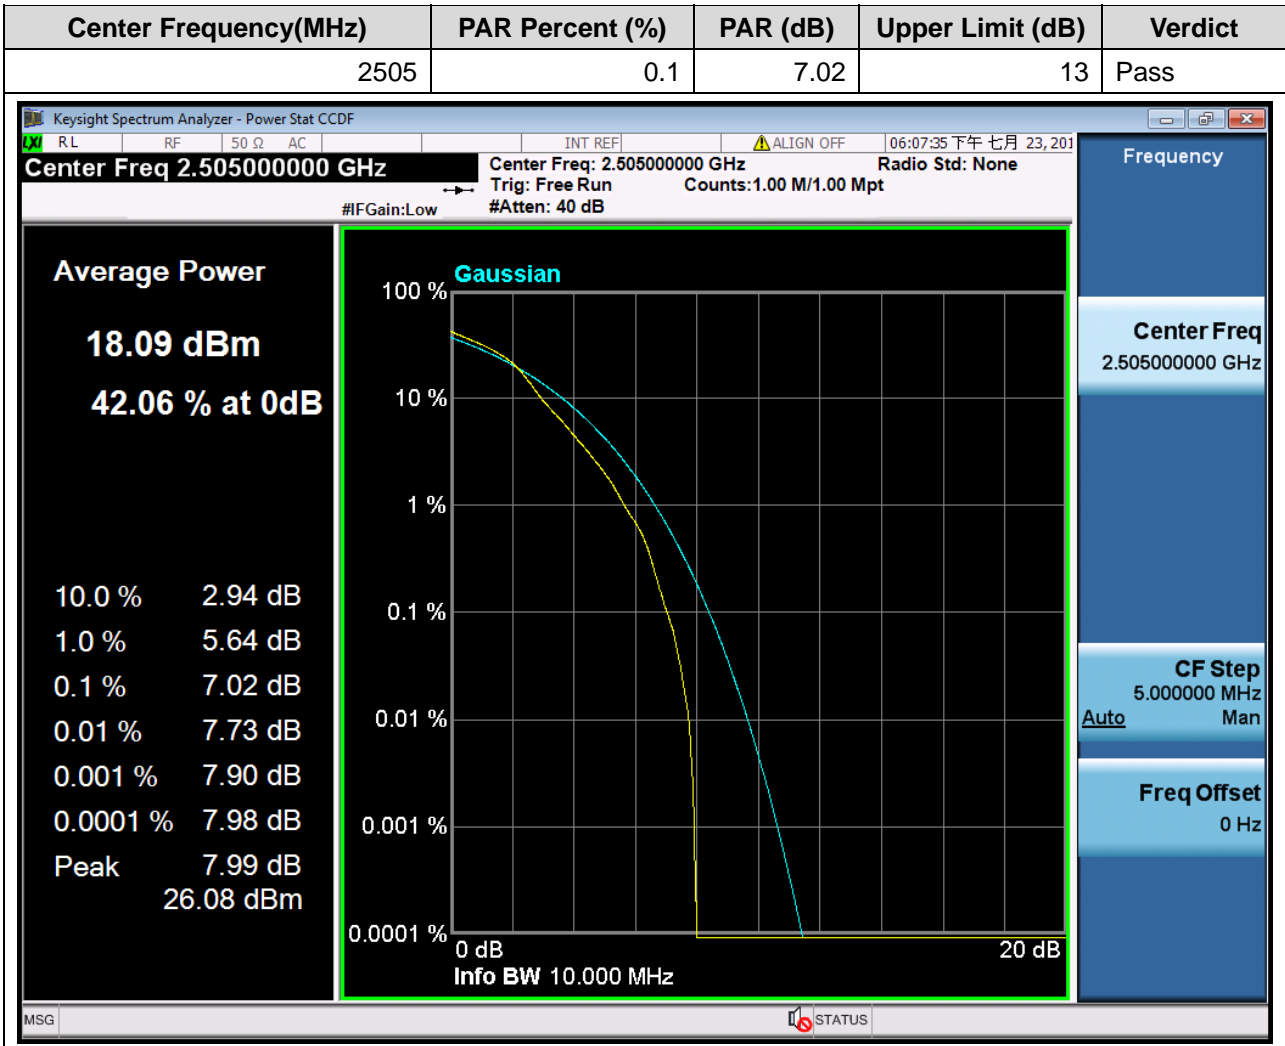 Center Frequency(MHz) PAR Percent (%) PAR (dB) Upper Limit (dB) Verdict
2505 0.1 7.02 13 Pass
Keysight Spectrum Analyzer - Power Stat CCDF
LXI RL RF 50 Ω AC INT REF ALIGN OFF 06:07:35 下午 七月 23, 201
Center Freq 2.505000000 GHz
Center Freq: 2.505000000 GHz Radio Std: None
Trig: Free Run Counts:1.00 M/1.00 Mpt
#IFGain:Low #Atten: 40 dB
Average Power
18.09 dBm
42.06 % at 0dB
10.0 % 2.94 dB
1.0 % 5.64 dB
0.1 % 7.02 dB
0.01 % 7.73 dB
0.001 % 7.90 dB
0.0001 % 7.98 dB
Peak 7.99 dB
26.08 dBm
Gaussian
100 %
10 %
1 %
0.1 %
0.01 %
0.001 %
0.0001 %
0 dB 20 dB
Info BW 10.000 MHz
Frequency
Center Freq
2.505000000 GHz
CF Step
5.000000 MHz
Auto Man
Freq Offset
0 Hz
MSG STATUS